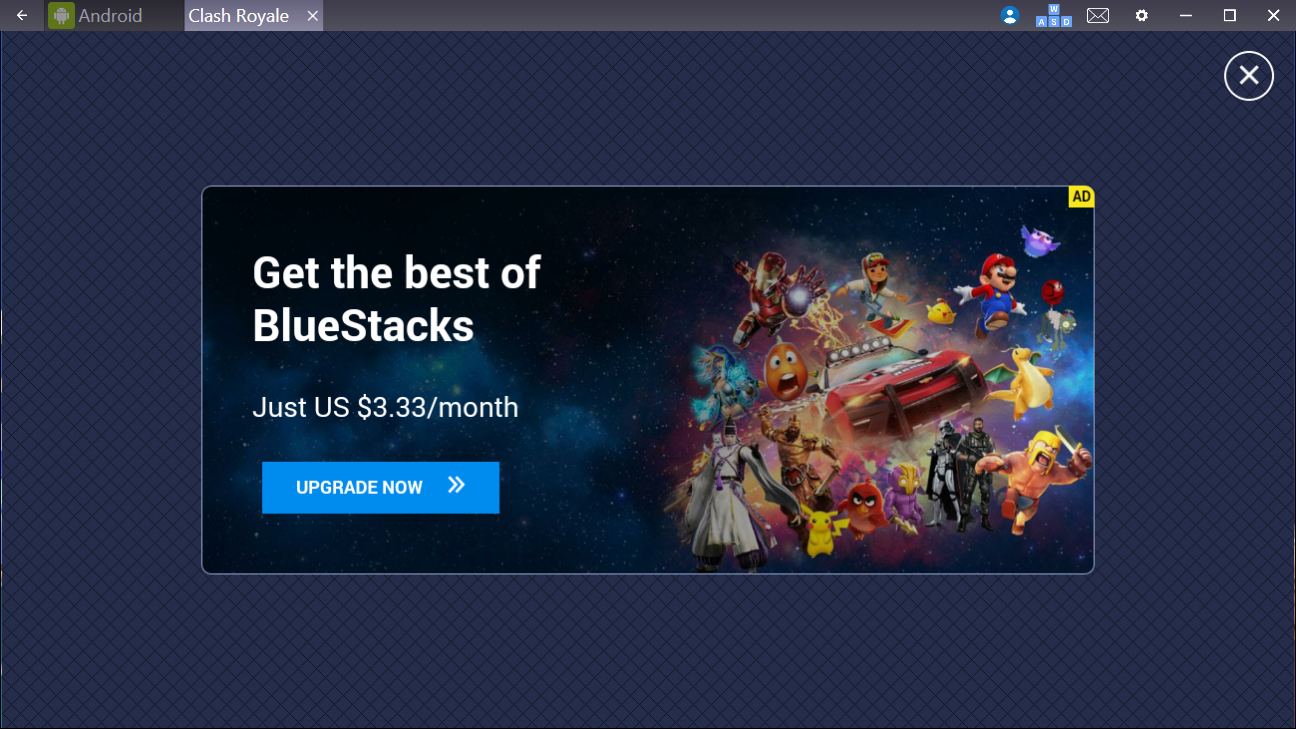 Android
Clash Royale
W
A S D
AD
Get the best of
BlueStacks
Just US $3.33/month
UPGRADE NOW